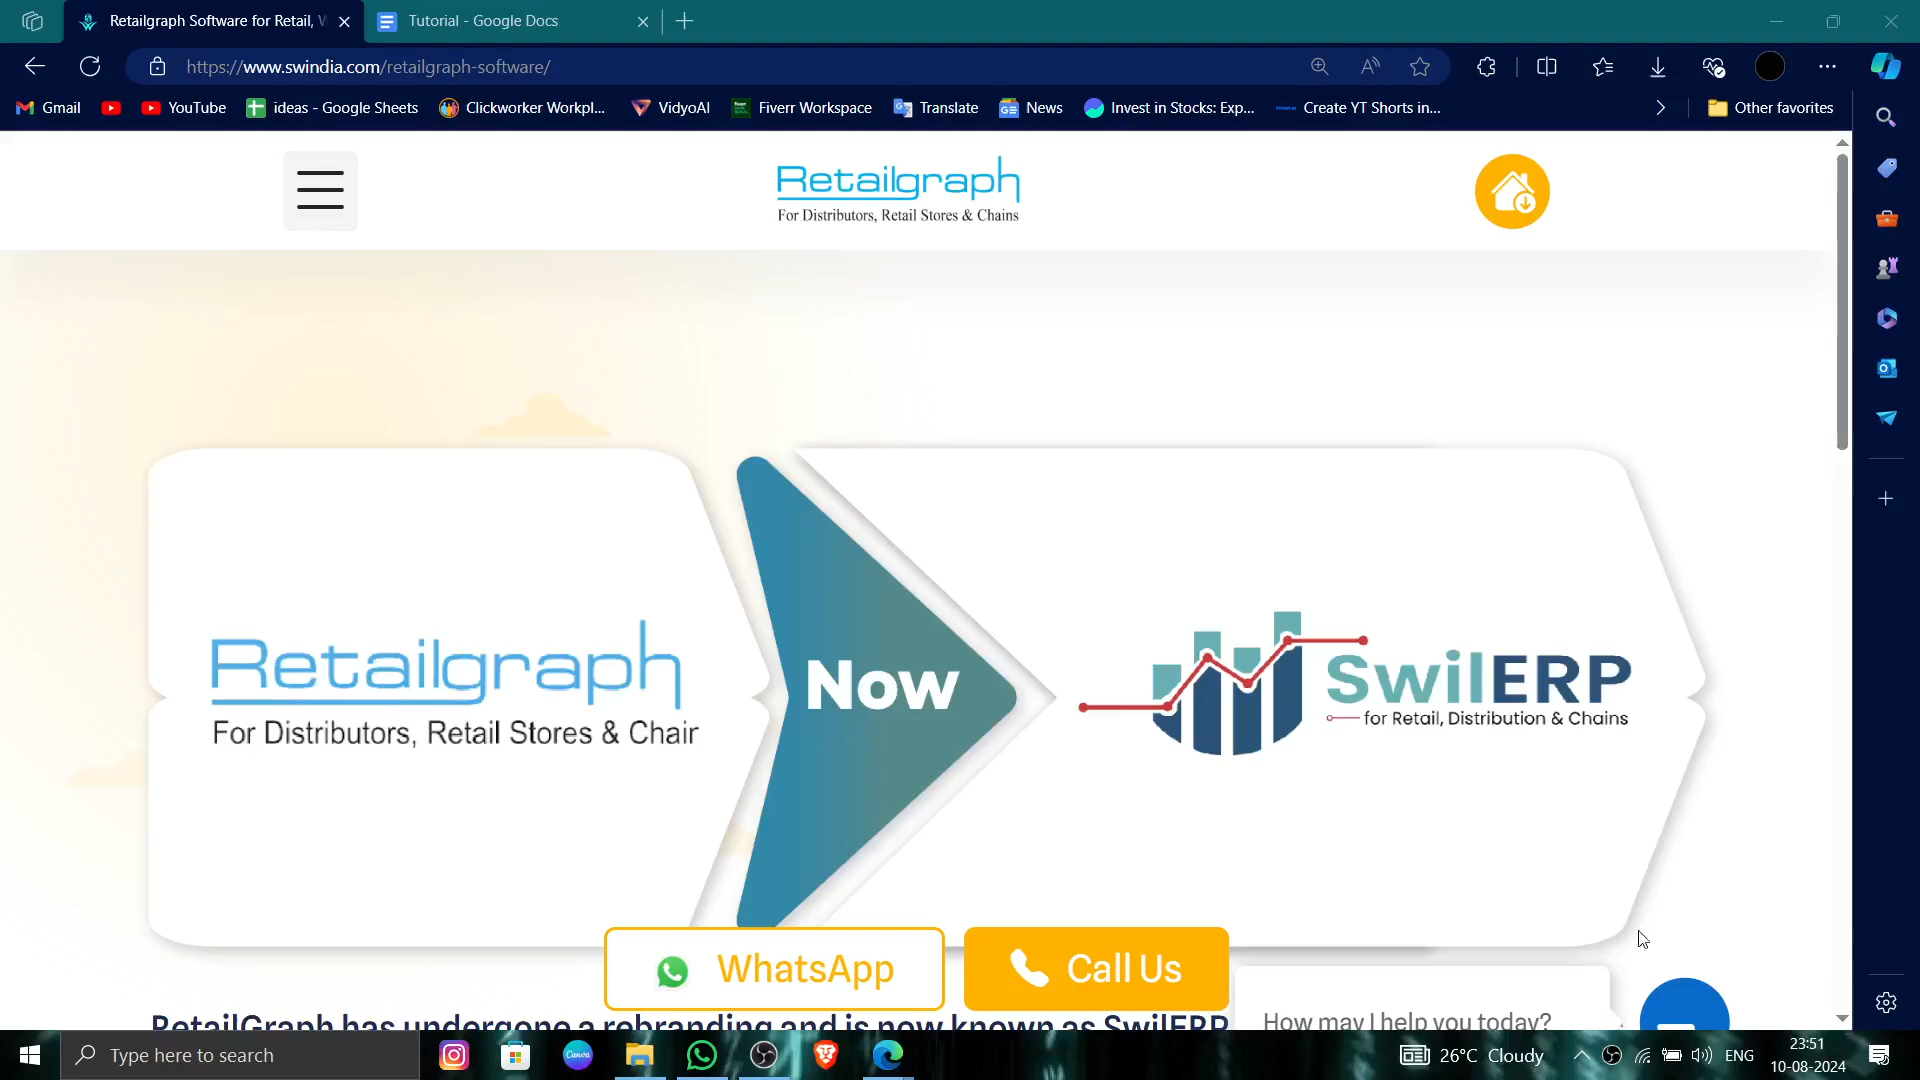 Retailgraph Software for Retail, W
Tutorial - Google Docs
https://www.swindia.com/retailgraph-software/
Gmail
YouTube
ideas - Google Sheets
Clickworker Workpl...
VidyoAI
Fiverr Workspace
Translate
News
Invest in Stocks: Exp...
Create YT Shorts in...
Other favorites
Retailgraph
For Distributors, Retail Stores & Chains
Retailgraph
For Distributors, Retail Stores & Chair
Now
SwilERP
for Retail, Distribution & Chains
WhatsApp
Call Us
RetailGraph has undergone a rebranding and is now known as SwilERP
How may I help you today?
Type here to search
Canva
26°C Cloudy
ENG
23:51
10-08-2024